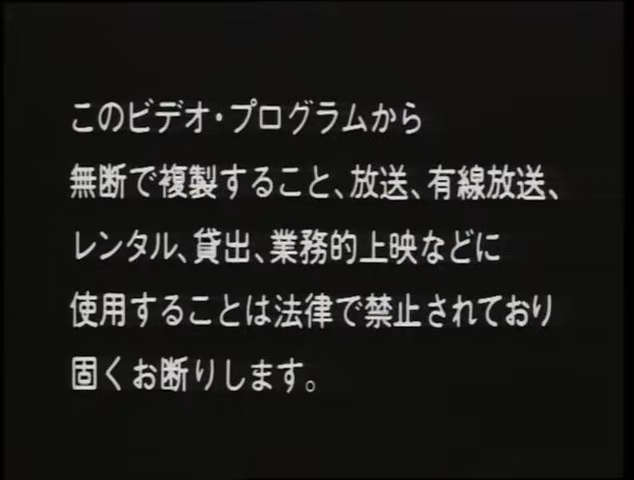 このビデオ・プログラムから
無断で複製すること、放送、有線放送、
レンタル、貸出、業務的上映などに
使用することは法律で禁止されており
固くお断りします。